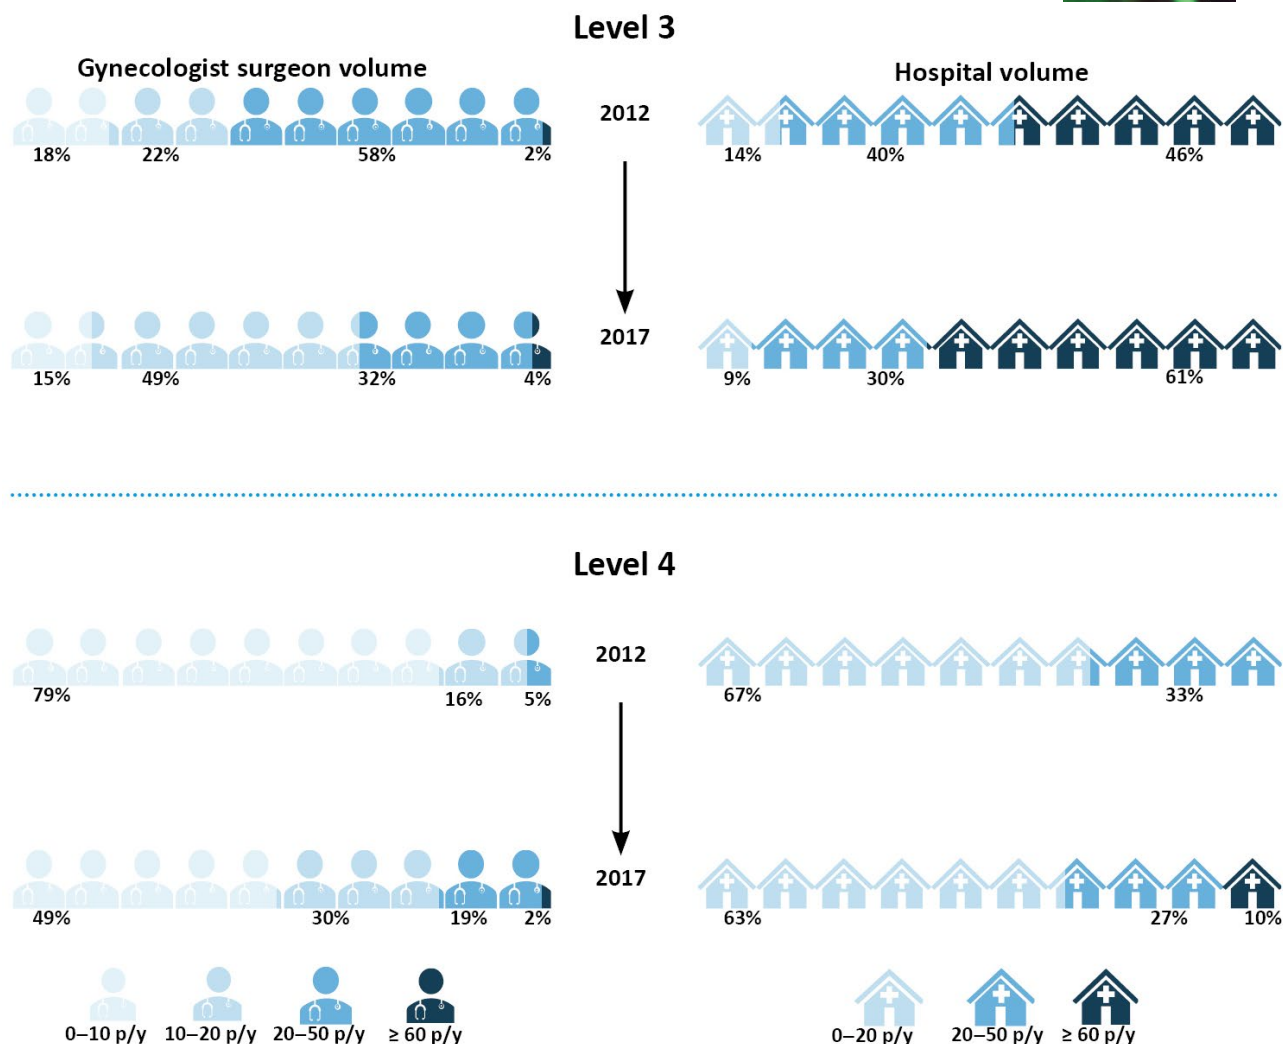 Level 3
Gynecologist surgeon volume
Hospital volume
2012
18% 22% 58% 2%
14% 40% 46%
2017
15% 49% 32% 4%
9% 30% 61%
Level 4
2012
79% 16% 5%
67% 33%
2017
49% 30% 19% 2%
63% 27% 10%
0–10 p/y 10–20 p/y 20–50 p/y ≥ 60 p/y
0–20 p/y 20–50 p/y ≥ 60 p/y